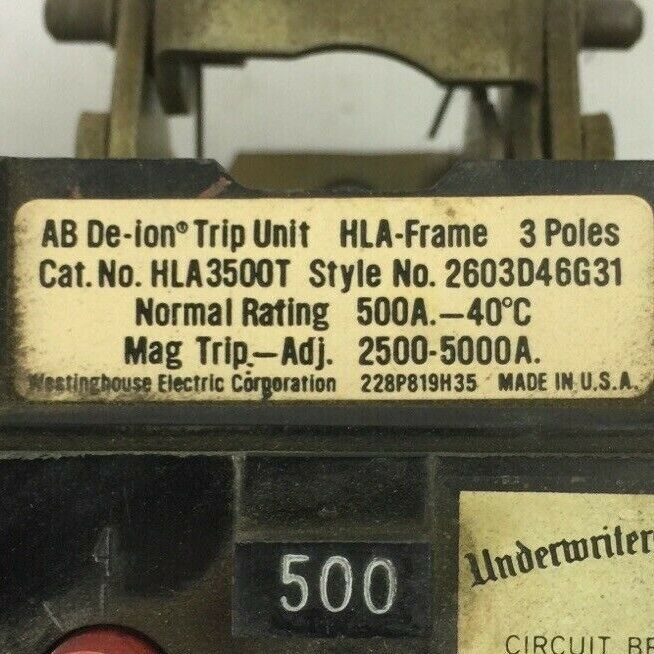 AB De-ion® Trip Unit HLA-Frame 3 Poles
Cat. No. HLA3500T Style No. 2603D46G31
Normal Rating 500A.—40°C
Mag Trip.—Adj. 2500-5000A.
Westinghouse Electric Corporation 228P819H35 MADE IN U.S.A.
500
Underwriter
CIRCUIT BR